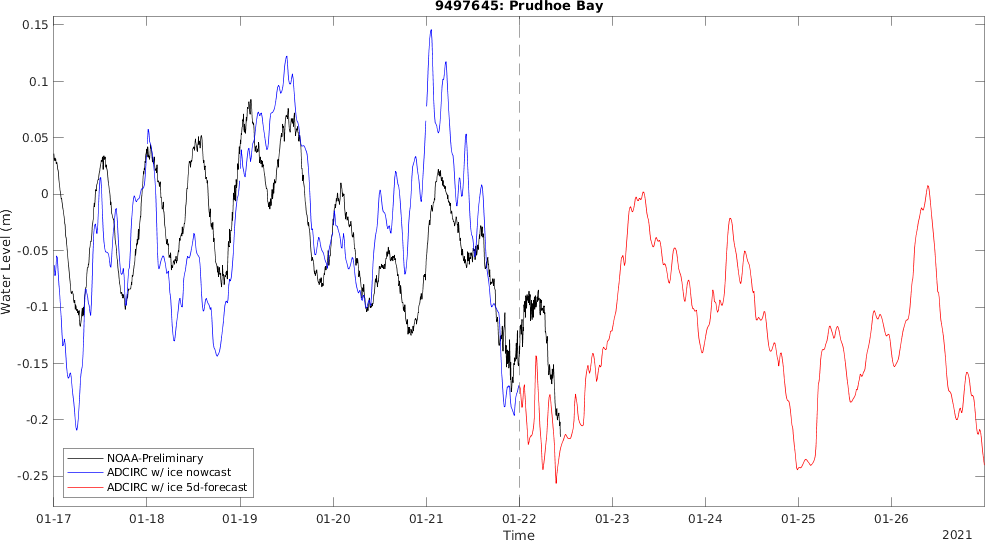 9497645: Prudhoe Bay
0.15
0.1
0.05
0
-0.05
-0.1
-0.15
-0.2
-0.25
Water Level (m)
NOAA-Preliminary
ADCIRC w/ ice nowcast
ADCIRC w/ ice 5d-forecast
01-17 01-18 01-19 01-20 01-21 01-22 01-23 01-24 01-25 01-26
Time
2021